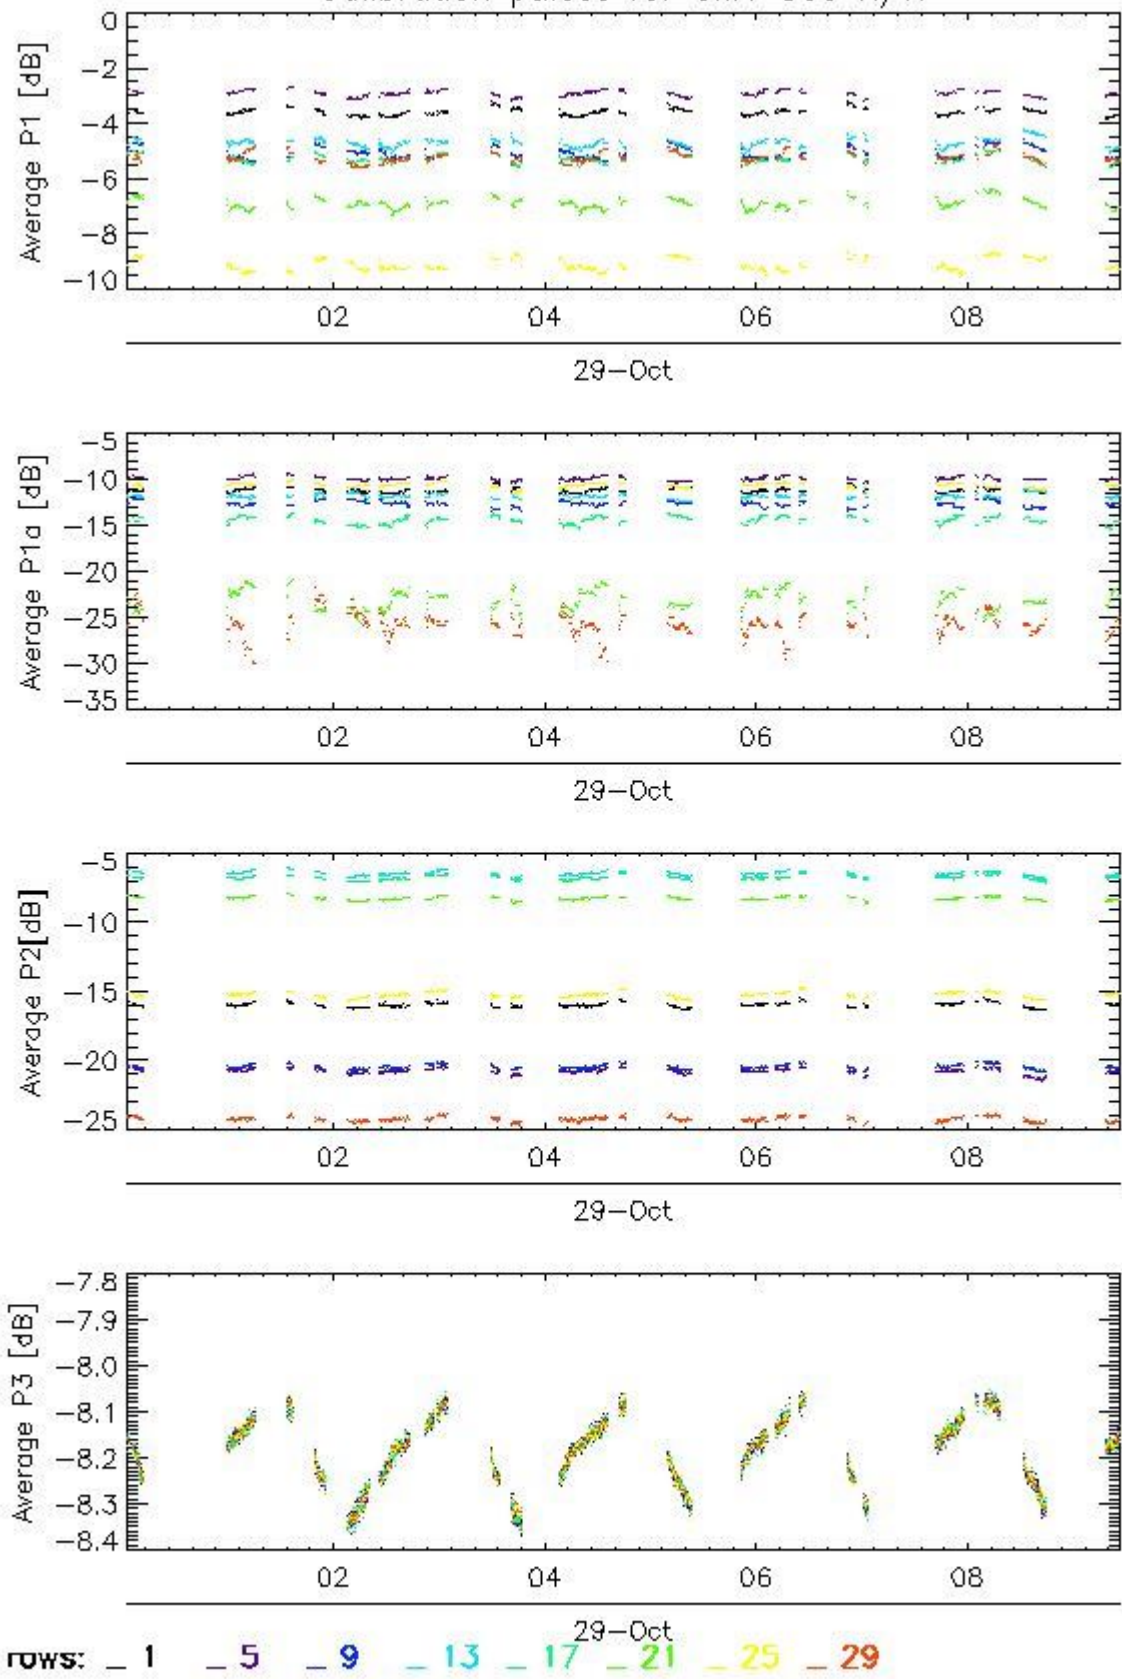 0
−2
−4
−6
−8
−10
Average P1 [dB]
02 04 06 08
29−Oct
−5
−10
−15
−20
−25
−30
−35
Average P1a [dB]
02 04 06 08
29−Oct
−5
−10
−15
−20
−25
Average P2[dB]
02 04 06 08
29−Oct
−7.8
−7.9
−8.0
−8.1
−8.2
−8.3
−8.4
Average P3 [dB]
02 04 06 08
29−Oct
rows: _ 1 _ 5 _ 9 _ 13 _ 17 _ 21 _ 25 _ 29